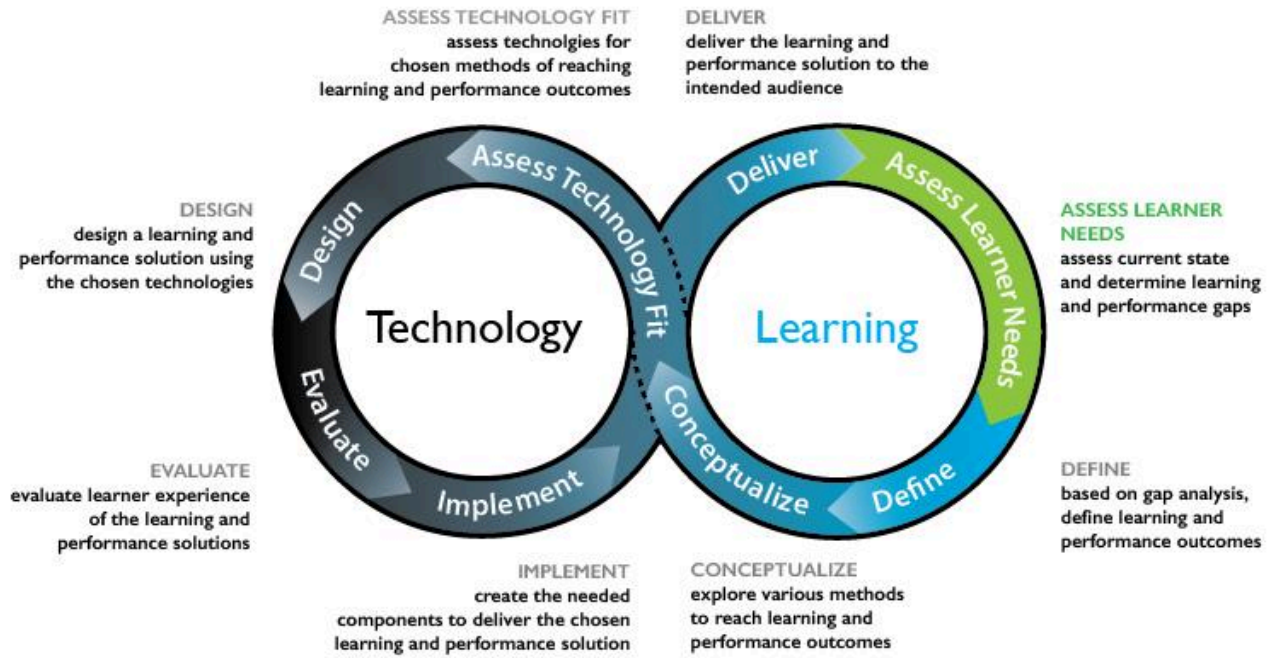 ASSESS TECHNOLOGY FIT
assess technolgies for
chosen methods of reaching
learning and performance outcomes
DELIVER
deliver the learning and
performance solution to the
intended audience
DESIGN
design a learning and
performance solution using
the chosen technologies
Assess Technology Fit
Deliver
Assess Learner Needs
Design
Technology
Learning
ASSESS LEARNER
NEEDS
assess current state
and determine learning
and performance gaps
Evaluate
Implement
Conceptualize
Define
EVALUATE
evaluate learner experience
of the learning and
performance solutions
DEFINE
based on gap analysis,
define learning and
performance outcomes
IMPLEMENT
create the needed
components to deliver the chosen
learning and performance solution
CONCEPTUALIZE
explore various methods
to reach learning and
performance outcomes